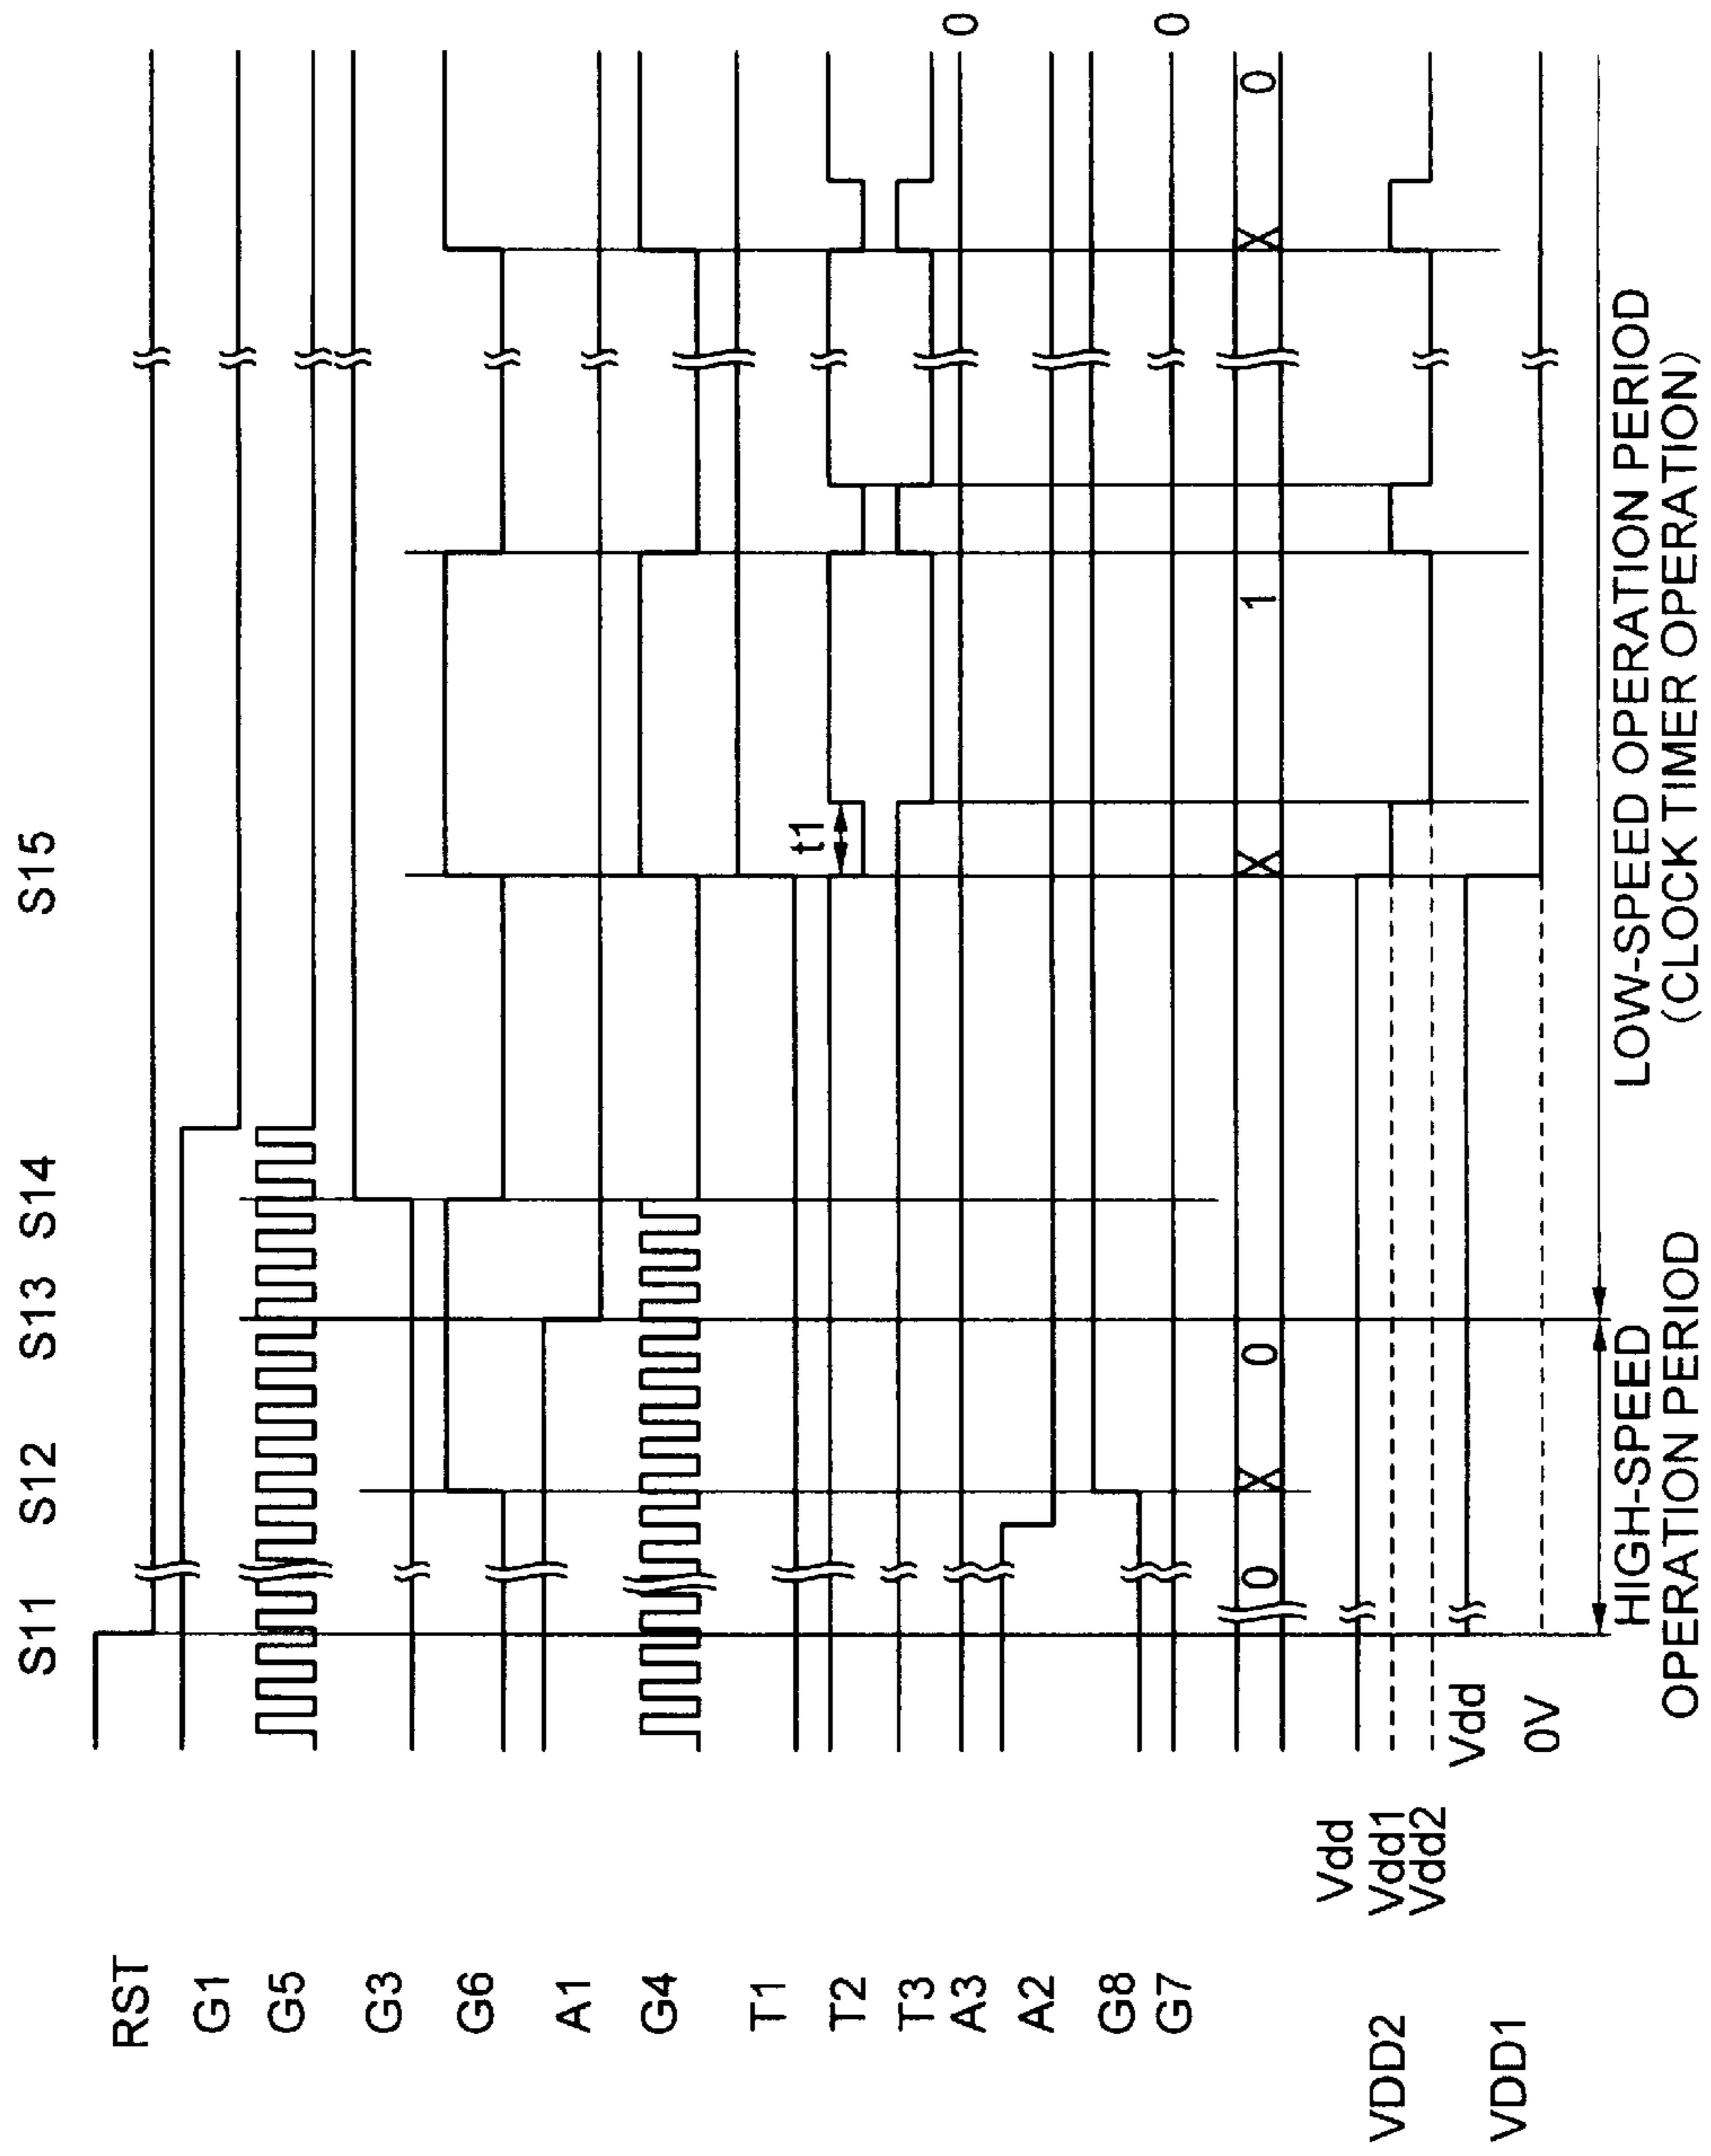 S11 S12 S13 S14 S15
RST
G1
G5
G3
G6
A1
G4
T1
t1
T2
T3
A3 0
A2
G8
G7 0
0 0 1 0
VDD2
Vdd
Vdd1
Vdd2
VDD1
Vdd
0V
HIGH-SPEED
OPERATION PERIOD
LOW-SPEED OPERATION PERIOD
(CLOCK TIMER OPERATION)